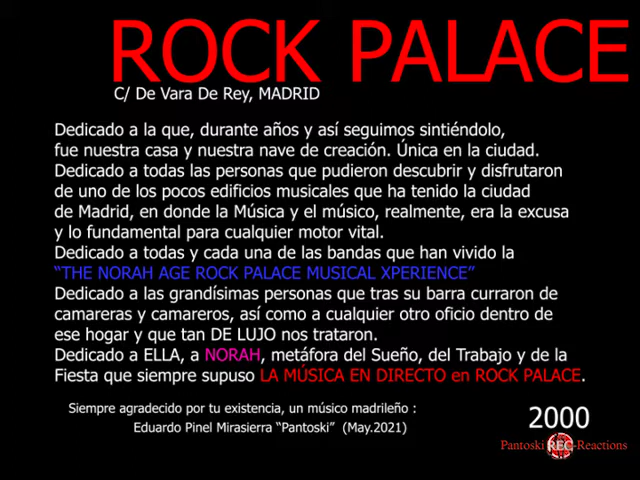 ROCK PALACE
C/ De Vara De Rey, MADRID
Dedicado a la que, durante años y así seguimos sintiéndolo,
fue nuestra casa y nuestra nave de creación. Única en la ciudad.
Dedicado a todas las personas que pudieron descubrir y disfrutaron
de uno de los pocos edificios musicales que ha tenido la ciudad
de Madrid, en donde la Música y el músico, realmente, era la excusa
y lo fundamental para cualquier motor vital.
Dedicado a todas y cada una de las bandas que han vivido la
“THE NORAH AGE ROCK PALACE MUSICAL XPERIENCE”
Dedicado a las grandísimas personas que tras su barra curraron de
camareras y camareros, así como a cualquier otro oficio dentro de
ese hogar y que tan DE LUJO nos trataron.
Dedicado a ELLA, a NORAH, metáfora del Sueño, del Trabajo y de la
Fiesta que siempre supuso LA MÚSICA EN DIRECTO en ROCK PALACE.
Siempre agradecido por tu existencia, un músico madrileño :
Eduardo Pinel Mirasierra “Pantoski” (May.2021)
2000
Pantoski REC-Reactions